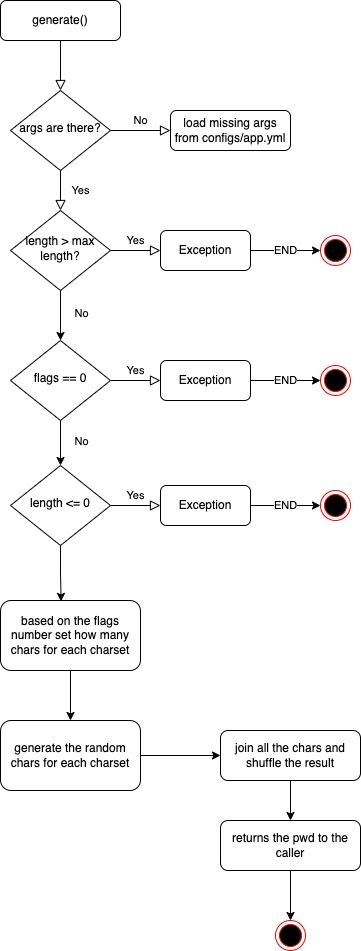 generate()
args are there?
No
load missing args
from configs/app.yml
Yes
length > max
length?
Yes
Exception
END
No
flags == 0
Yes
Exception
END
No
length <= 0
Yes
Exception
END
based on the flags
number set how many
chars for each charset
generate the random
chars for each charset
join all the chars and
shuffle the result
returns the pwd to the
caller